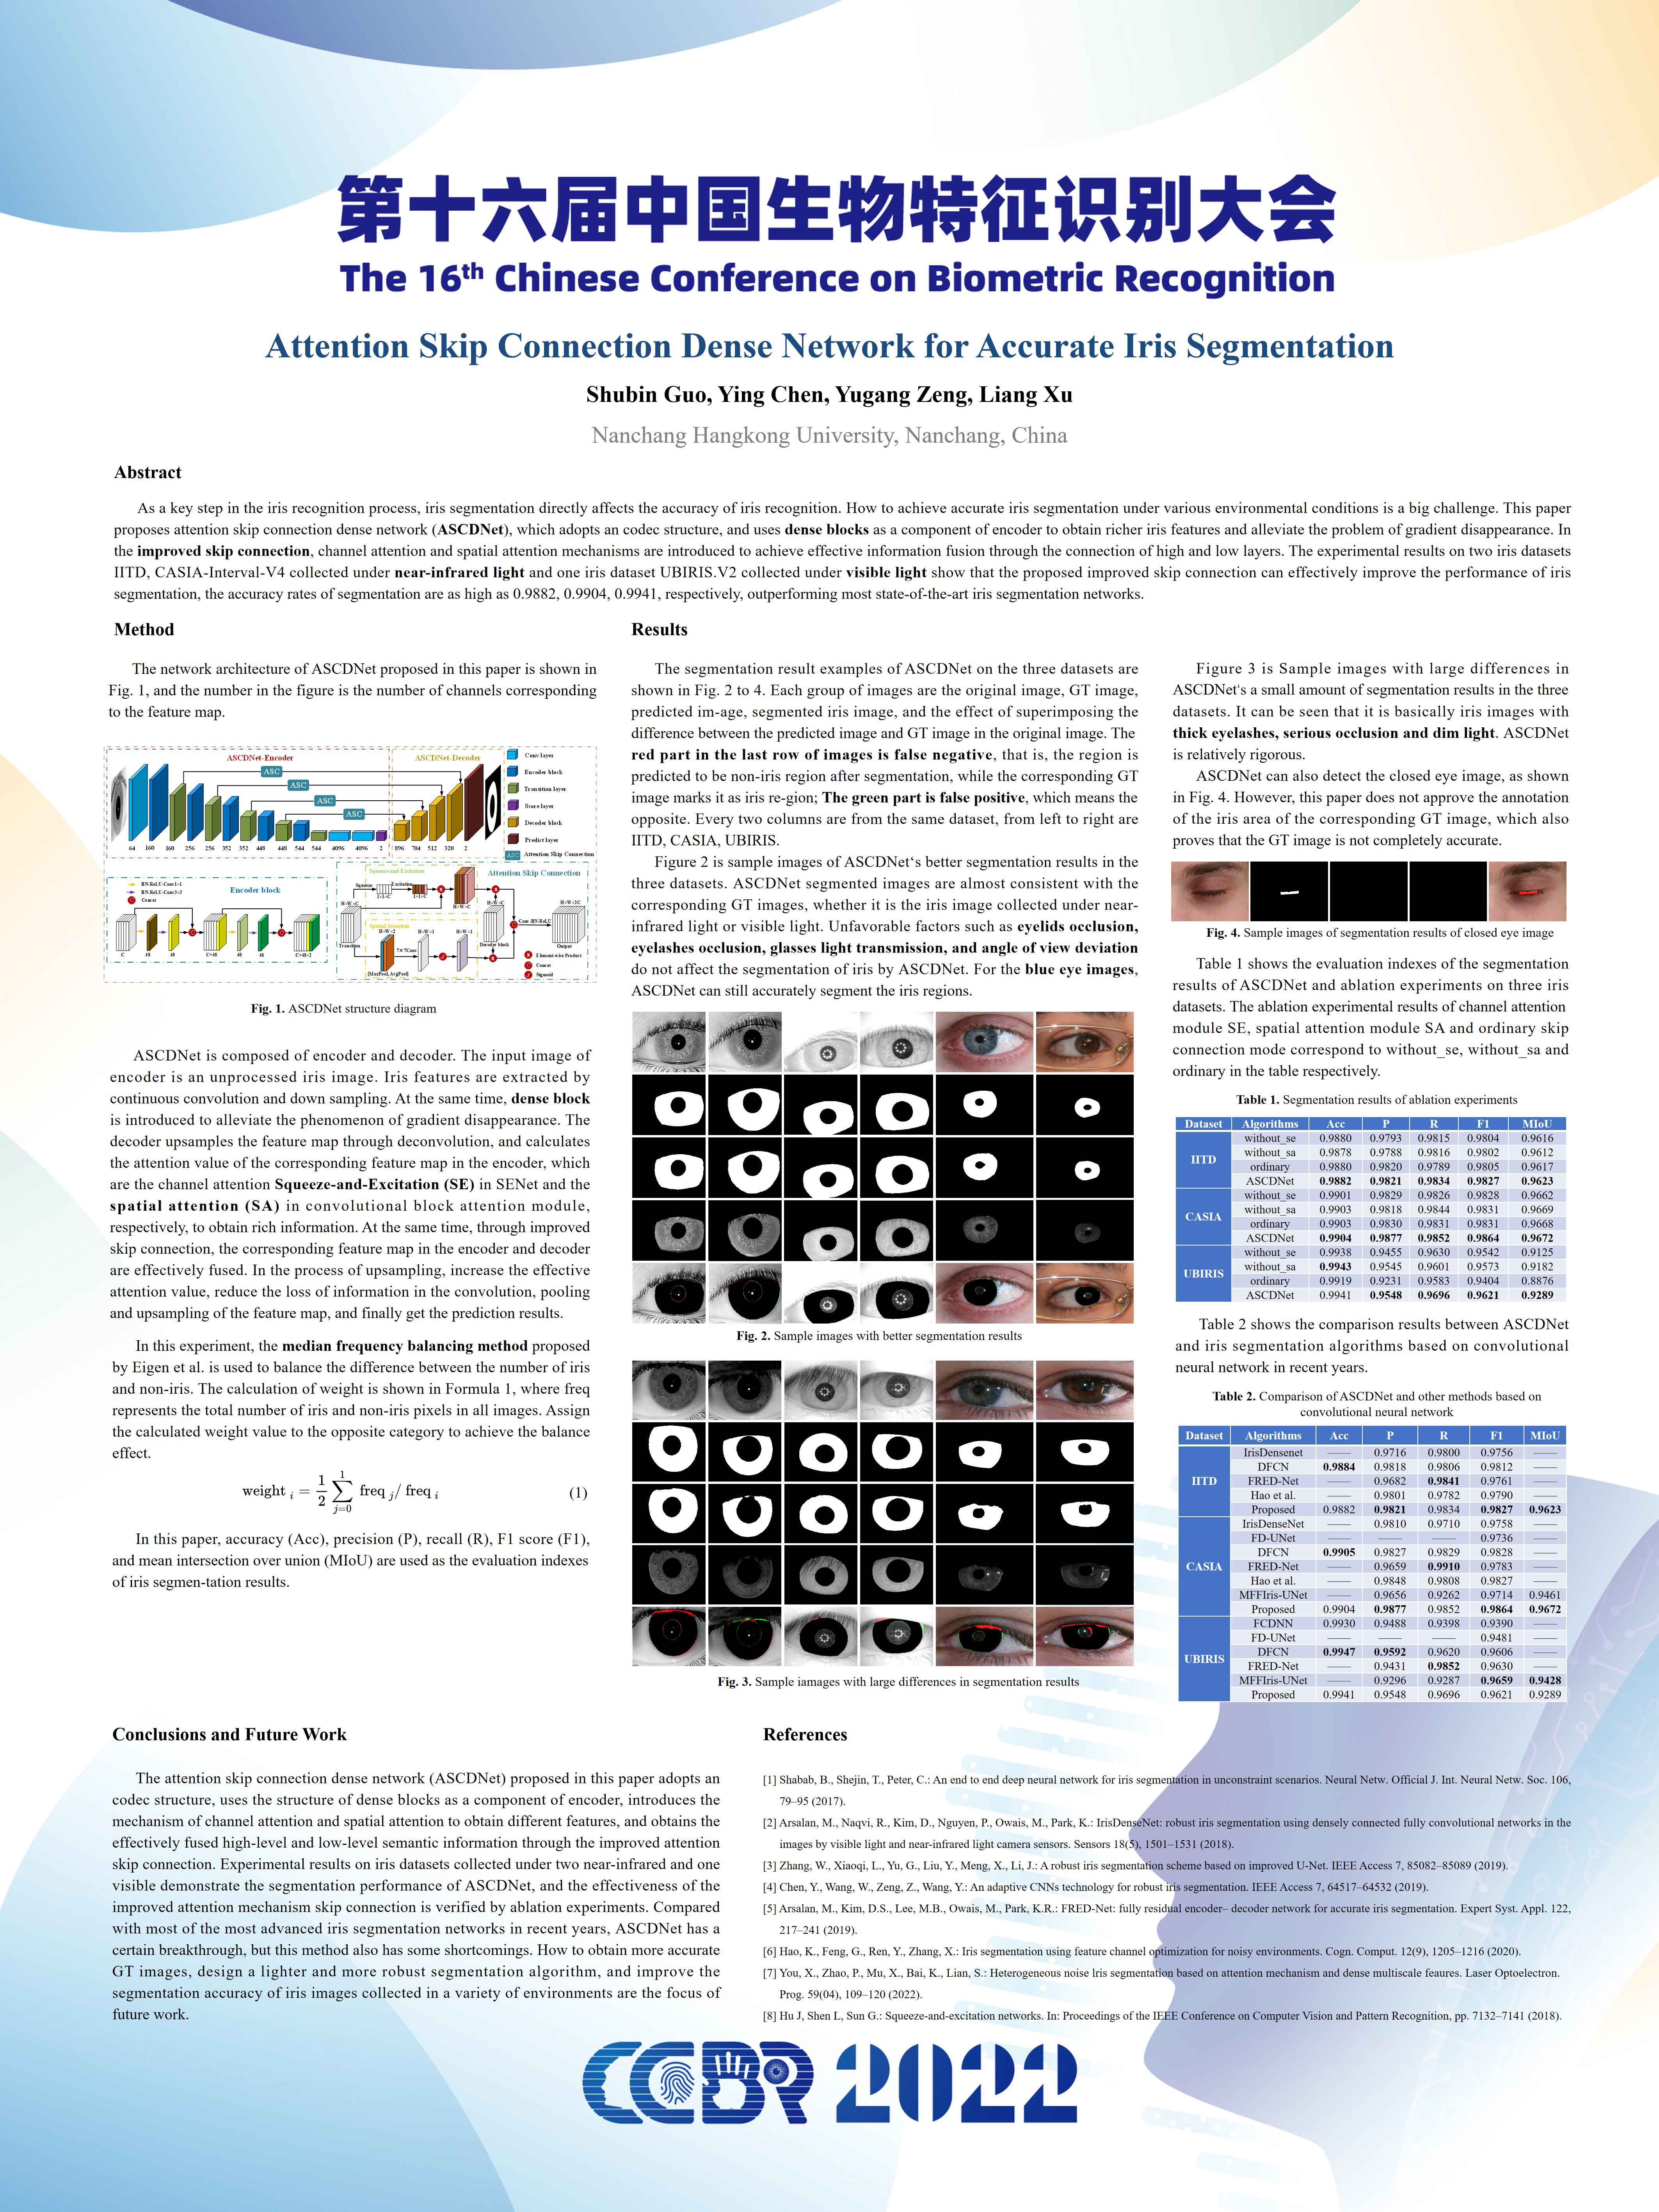 第十六届中国生物特征识别大会
The 16th Chinese Conference on Biometric Recognition
Attention Skip Connection Dense Network for Accurate Iris Segmentation
Shubin Guo, Ying Chen, Yugang Zeng, Liang Xu
Nanchang Hangkong University, Nanchang, China
Abstract
As a key step in the iris recognition process, iris segmentation directly affects the accuracy of iris recognition. How to achieve accurate iris segmentation under various environmental conditions is a big challenge. This paper
proposes attention skip connection dense network (ASCDNet), which adopts an codec structure, and uses dense blocks as a component of encoder to obtain richer iris features and alleviate the problem of gradient disappearance. In
the improved skip connection, channel attention and spatial attention mechanisms are introduced to achieve effective information fusion through the connection of high and low layers. The experimental results on two iris datasets
IITD, CASIA-Interval-V4 collected under near-infrared light and one iris dataset UBIRIS.V2 collected under visible light show that the proposed improved skip connection can effectively improve the performance of iris
segmentation, the accuracy rates of segmentation are as high as 0.9882, 0.9904, 0.9941, respectively, outperforming most state-of-the-art iris segmentation networks.
Method
The network architecture of ASCDNet proposed in this paper is shown in
Fig. 1, and the number in the figure is the number of channels corresponding
to the feature map.
ASCDNet-Encoder
ASCDNet-Decoder
ASC
ASC
ASC
ASC
64 160 160 256 256 352 352 448 448 544 544 4096 4096 2 896 704 512 320 2
Conv layer
Encoder block
Transition layer
Score layer
Decoder block
Predict layer
ASC Attention Skip Connection
BN-ReLU-Conv1×1
BN-ReLU-Conv3×3
Concat
Encoder block
C 48 48 C+48 48 48 C+48×2
Squeeze-and-Excitation
Attention Skip Connection
Squeeze Excitation
1×1×C 1×1×C
H×W×C
H×W×C
Transition
Spatial Attention
H×W×2
7×7Conv
H×W×1
H×W×1
[MaxPool,AvgPool]
H×W×C
Decoder block
Conv-BN-ReLU
H×W×2C
Output
Element-wise Product
Concat
Sigmoid
Fig. 1. ASCDNet structure diagram
ASCDNet is composed of encoder and decoder. The input image of
encoder is an unprocessed iris image. Iris features are extracted by
continuous convolution and down sampling. At the same time, dense block
is introduced to alleviate the phenomenon of gradient disappearance. The
decoder upsamples the feature map through deconvolution, and calculates
the attention value of the corresponding feature map in the encoder, which
are the channel attention Squeeze-and-Excitation (SE) in SENet and the
spatial attention (SA) in convolutional block attention module,
respectively, to obtain rich information. At the same time, through improved
skip connection, the corresponding feature map in the encoder and decoder
are effectively fused. In the process of upsampling, increase the effective
attention value, reduce the loss of information in the convolution, pooling
and upsampling of the feature map, and finally get the prediction results.
In this experiment, the median frequency balancing method proposed
by Eigen et al. is used to balance the difference between the number of iris
and non-iris. The calculation of weight is shown in Formula 1, where freq
represents the total number of iris and non-iris pixels in all images. Assign
the calculated weight value to the opposite category to achieve the balance
effect.
weight i = 1/2 ∑ j=0 1 freq j / freq i (1)
In this paper, accuracy (Acc), precision (P), recall (R), F1 score (F1),
and mean intersection over union (MIoU) are used as the evaluation indexes
of iris segmen-tation results.
Results
The segmentation result examples of ASCDNet on the three datasets are
shown in Fig. 2 to 4. Each group of images are the original image, GT image,
predicted im-age, segmented iris image, and the effect of superimposing the
difference between the predicted image and GT image in the original image. The
red part in the last row of images is false negative, that is, the region is
predicted to be non-iris region after segmentation, while the corresponding GT
image marks it as iris re-gion; The green part is false positive, which means the
opposite. Every two columns are from the same dataset, from left to right are
IITD, CASIA, UBIRIS.
Figure 2 is sample images of ASCDNet‘s better segmentation results in the
three datasets. ASCDNet segmented images are almost consistent with the
corresponding GT images, whether it is the iris image collected under near-
infrared light or visible light. Unfavorable factors such as eyelids occlusion,
eyelashes occlusion, glasses light transmission, and angle of view deviation
do not affect the segmentation of iris by ASCDNet. For the blue eye images,
ASCDNet can still accurately segment the iris regions.
Fig. 2. Sample images with better segmentation results
Fig. 3. Sample iamages with large differences in segmentation results
Figure 3 is Sample images with large differences in
ASCDNet's a small amount of segmentation results in the three
datasets. It can be seen that it is basically iris images with
thick eyelashes, serious occlusion and dim light. ASCDNet
is relatively rigorous.
ASCDNet can also detect the closed eye image, as shown
in Fig. 4. However, this paper does not approve the annotation
of the iris area of the corresponding GT image, which also
proves that the GT image is not completely accurate.
Fig. 4. Sample images of segmentation results of closed eye image
Table 1 shows the evaluation indexes of the segmentation
results of ASCDNet and ablation experiments on three iris
datasets. The ablation experimental results of channel attention
module SE, spatial attention module SA and ordinary skip
connection mode correspond to without_se, without_sa and
ordinary in the table respectively.
Table 1. Segmentation results of ablation experiments
Dataset Algorithms Acc P R F1 MIoU
IITD
without_se 0.9880 0.9793 0.9815 0.9804 0.9616
without_sa 0.9878 0.9788 0.9816 0.9802 0.9612
ordinary 0.9880 0.9820 0.9789 0.9805 0.9617
ASCDNet 0.9882 0.9821 0.9834 0.9827 0.9623
CASIA
without_se 0.9901 0.9829 0.9826 0.9828 0.9662
without_sa 0.9903 0.9818 0.9844 0.9831 0.9669
ordinary 0.9903 0.9830 0.9831 0.9831 0.9668
ASCDNet 0.9904 0.9877 0.9852 0.9864 0.9672
UBIRIS
without_se 0.9938 0.9455 0.9630 0.9542 0.9125
without_sa 0.9943 0.9545 0.9601 0.9573 0.9182
ordinary 0.9919 0.9231 0.9583 0.9404 0.8876
ASCDNet 0.9941 0.9548 0.9696 0.9621 0.9289
Table 2 shows the comparison results between ASCDNet
and iris segmentation algorithms based on convolutional
neural network in recent years.
Table 2. Comparison of ASCDNet and other methods based on
convolutional neural network
Dataset Algorithms Acc P R F1 MIoU
IITD
IrisDensenet —— 0.9716 0.9800 0.9756 ——
DFCN 0.9884 0.9818 0.9806 0.9812 ——
FRED-Net —— 0.9682 0.9841 0.9761 ——
Hao et al. —— 0.9801 0.9782 0.9790 ——
Proposed 0.9882 0.9821 0.9834 0.9827 0.9623
CASIA
IrisDenseNet —— 0.9810 0.9710 0.9758 ——
FD-UNet —— —— —— 0.9736 ——
DFCN 0.9905 0.9827 0.9829 0.9828 ——
FRED-Net —— 0.9659 0.9910 0.9783 ——
Hao et al. —— 0.9848 0.9808 0.9827 ——
MFFIris-UNet —— 0.9656 0.9262 0.9714 0.9461
Proposed 0.9904 0.9877 0.9852 0.9864 0.9672
UBIRIS
FCDNN 0.9930 0.9488 0.9398 0.9390 ——
FD-UNet —— —— —— 0.9481 ——
DFCN 0.9947 0.9592 0.9620 0.9606 ——
FRED-Net —— 0.9431 0.9852 0.9630 ——
MFFIris-UNet —— 0.9296 0.9287 0.9659 0.9428
Proposed 0.9941 0.9548 0.9696 0.9621 0.9289
Conclusions and Future Work
The attention skip connection dense network (ASCDNet) proposed in this paper adopts an
codec structure, uses the structure of dense blocks as a component of encoder, introduces the
mechanism of channel attention and spatial attention to obtain different features, and obtains the
effectively fused high-level and low-level semantic information through the improved attention
skip connection. Experimental results on iris datasets collected under two near-infrared and one
visible demonstrate the segmentation performance of ASCDNet, and the effectiveness of the
improved attention mechanism skip connection is verified by ablation experiments. Compared
with most of the most advanced iris segmentation networks in recent years, ASCDNet has a
certain breakthrough, but this method also has some shortcomings. How to obtain more accurate
GT images, design a lighter and more robust segmentation algorithm, and improve the
segmentation accuracy of iris images collected in a variety of environments are the focus of
future work.
References
[1] Shabab, B., Shejin, T., Peter, C.: An end to end deep neural network for iris segmentation in unconstraint scenarios. Neural Netw. Official J. Int. Neural Netw. Soc. 106,
79–95 (2017).
[2] Arsalan, M., Naqvi, R., Kim, D., Nguyen, P., Owais, M., Park, K.: IrisDenseNet: robust iris segmentation using densely connected fully convolutional networks in the
images by visible light and near-infrared light camera sensors. Sensors 18(5), 1501–1531 (2018).
[3] Zhang, W., Xiaoqi, L., Yu, G., Liu, Y., Meng, X., Li, J.: A robust iris segmentation scheme based on improved U-Net. IEEE Access 7, 85082–85089 (2019).
[4] Chen, Y., Wang, W., Zeng, Z., Wang, Y.: An adaptive CNNs technology for robust iris segmentation. IEEE Access 7, 64517–64532 (2019).
[5] Arsalan, M., Kim, D.S., Lee, M.B., Owais, M., Park, K.R.: FRED-Net: fully residual encoder– decoder network for accurate iris segmentation. Expert Syst. Appl. 122,
217–241 (2019).
[6] Hao, K., Feng, G., Ren, Y., Zhang, X.: Iris segmentation using feature channel optimization for noisy environments. Cogn. Comput. 12(9), 1205–1216 (2020).
[7] You, X., Zhao, P., Mu, X., Bai, K., Lian, S.: Heterogeneous noise lris segmentation based on attention mechanism and dense multiscale feaures. Laser Optoelectron.
Prog. 59(04), 109–120 (2022).
[8] Hu J, Shen L, Sun G.: Squeeze-and-excitation networks. In: Proceedings of the IEEE Conference on Computer Vision and Pattern Recognition, pp. 7132–7141 (2018).
CCBR 2022